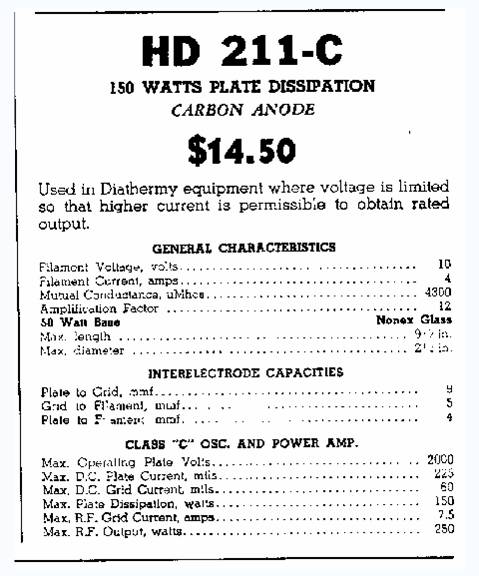 HD 211-C
150 WATTS PLATE DISSIPATION
CARBON ANODE
$14.50
Used in Diathermy equipment where voltage is limited
so that higher current is permissible to obtain rated
output.
GENERAL CHARACTERISTICS
Filament Voltage, volts 10
Filament Current, amps 4
Mutual Conductance, uMhos 4300
Amplification Factor 12
50 Watt Base Nonex Glass
Max. length in.
Max. diameter in.
INTERELECTRODE CAPACITIES
Plate to Grid, mmf 9
Grid to Filament, mmf 5
Plate to Filament, mmf 4
CLASS "C" OSC. AND POWER AMP.
Max. Operating Plate Volts 2000
Max. D.C. Plate Current, mils 225
Max. D.C. Grid Current, mils 60
Max. Plate Dissipation, watts 150
Max. R.F. Grid Current, amps 7.5
Max. R.F. Output, watts 250